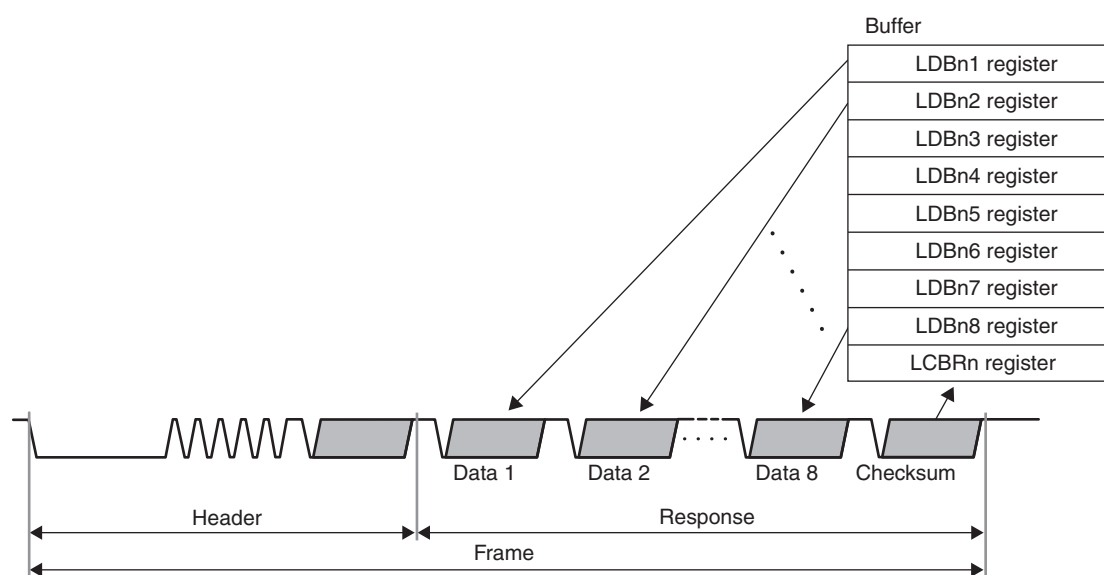 Buffer
LDBn1 register
LDBn2 register
LDBn3 register
LDBn4 register
LDBn5 register
LDBn6 register
LDBn7 register
LDBn8 register
LCBRn register
Data 1
Data 2
Data 8
Checksum
Header
Response
Frame